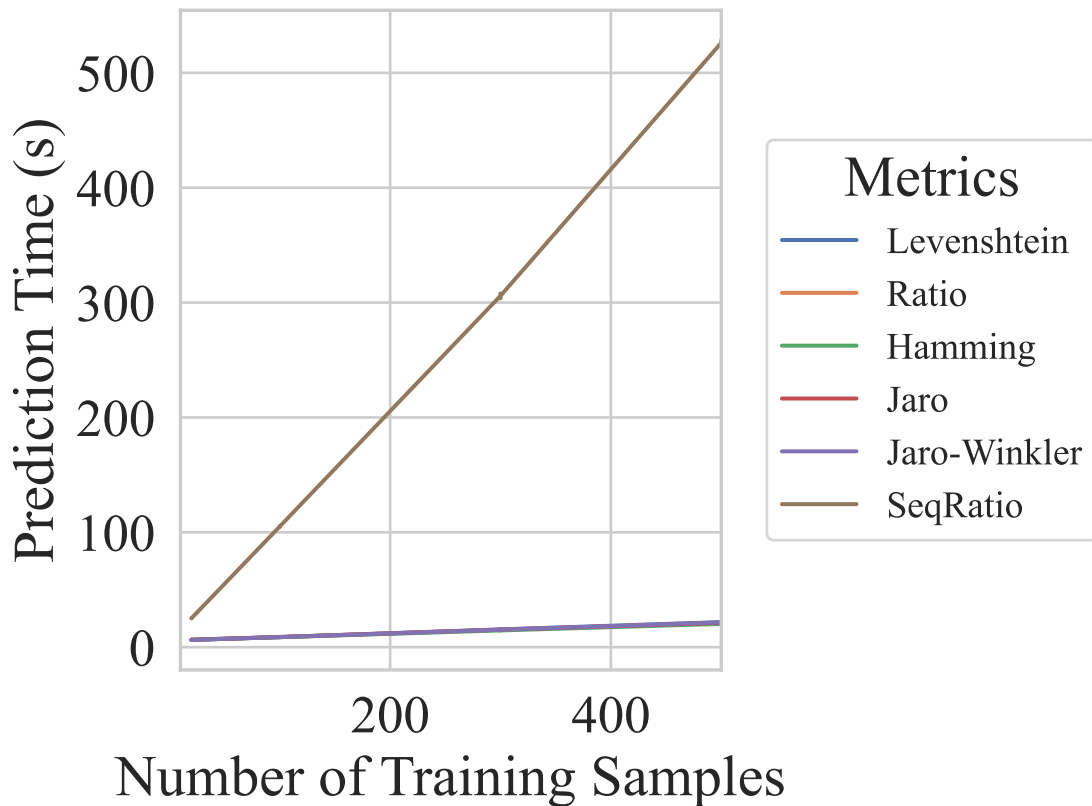 Prediction Time (s)
500
400
300
200
100
0
200 400
Number of Training Samples
Metrics
Levenshtein
Ratio
Hamming
Jaro
Jaro-Winkler
SeqRatio